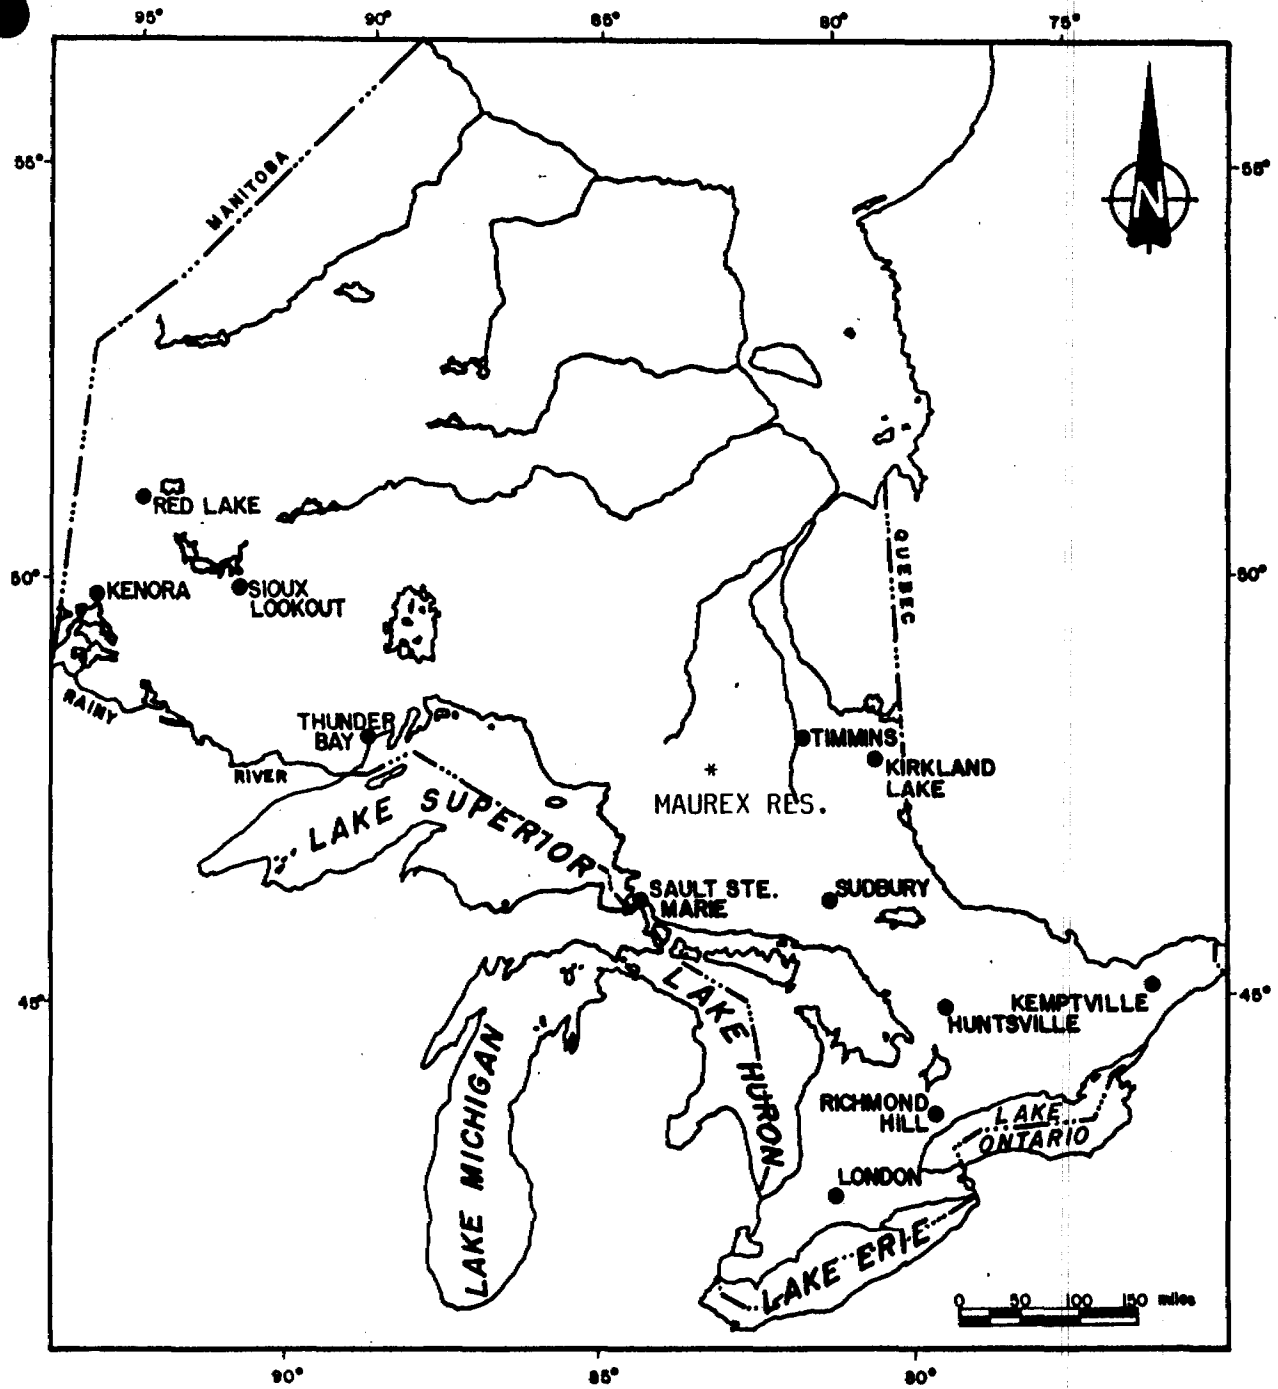 95° 90° 85° 80° 75°
55° 55°
MANITOBA
N
RED LAKE
QUEBEC
50° 50°
KENORA
SIOUX
LOOKOUT
RAINY
THUNDER
BAY
RIVER
TIMMINS
KIRKLAND
LAKE
*
MAUREX RES.
LAKE SUPERIOR
SAULT STE.
MARIE
SUDBURY
45° 45°
LAKE HURON
KEMPTVILLE
HUNTSVILLE
LAKE MICHIGAN
RICHMOND
HILL
LAKE
ONTARIO
LONDON
LAKE ERIE
0 50 100 150 miles
90° 85° 80°